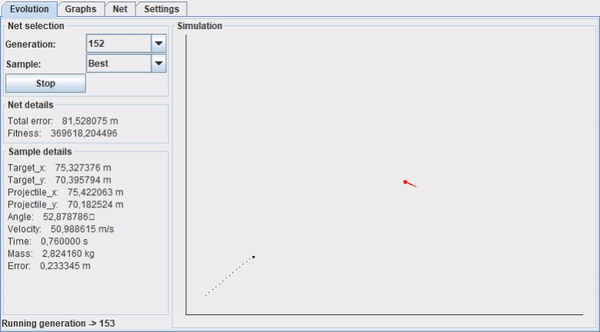 Evolution Graphs Net Settings
Net selection
Generation: 152
Sample: Best
Stop
Net details
Total error: 81,528075 m
Fitness: 369618,204496
Sample details
Target_x: 75,327376 m
Target_y: 70,395794 m
Projectile_x: 75,422063 m
Projectile_y: 70,182524 m
Angle: 52,878786▯
Velocity: 50,988615 m/s
Time: 0,760000 s
Mass: 2,824160 kg
Error: 0,233345 m
Simulation
Running generation -> 153